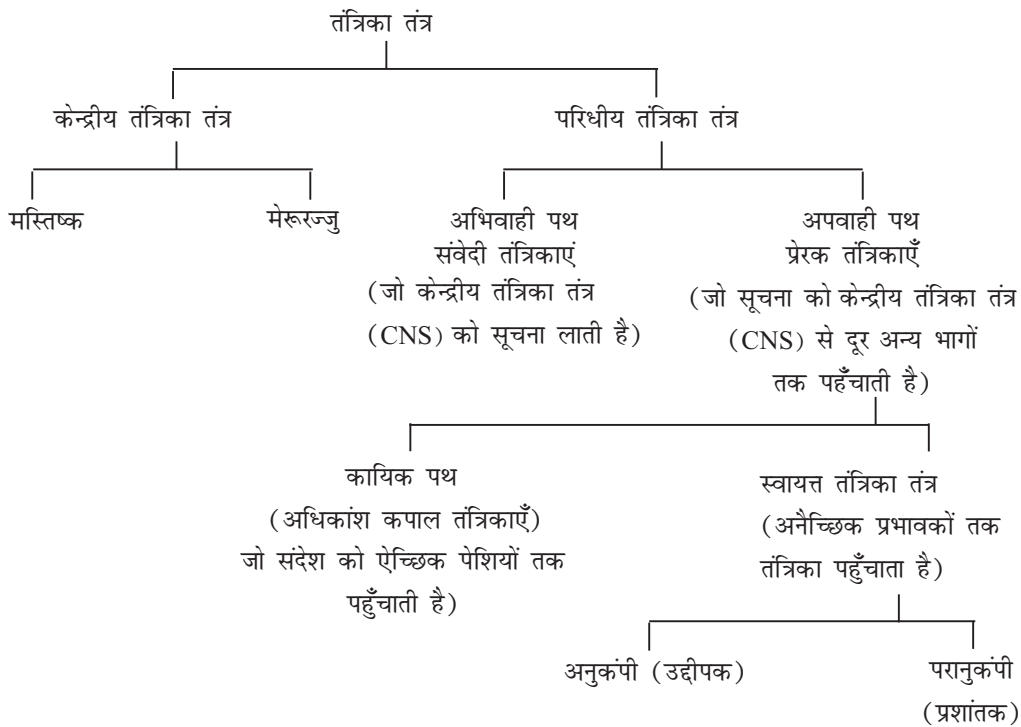 तंत्रिका तंत्र
केन्द्रीय तंत्रिका तंत्र
परिधीय तंत्रिका तंत्र
मस्तिष्क
मेरूरज्जु
अभिवाही पथ
संवेदी तंत्रिकाएं
(जो केन्द्रीय तंत्रिका तंत्र
(CNS) को सूचना लाती है)
अपवाही पथ
प्रेरक तंत्रिकाएँ
(जो सूचना को केन्द्रीय तंत्रिका तंत्र
(CNS) से दूर अन्य भागों
तक पहुँचाती है)
कायिक पथ
(अधिकांश कपाल तंत्रिकाएँ)
जो संदेश को ऐच्छिक पेशियों तक
पहुँचाती है)
स्वायत्त तंत्रिका तंत्र
(अनैच्छिक प्रभावकों तक
तंत्रिका पहुँचाता है)
अनुकंपी (उद्दीपक)
परानुकंपी
(प्रशांतक)